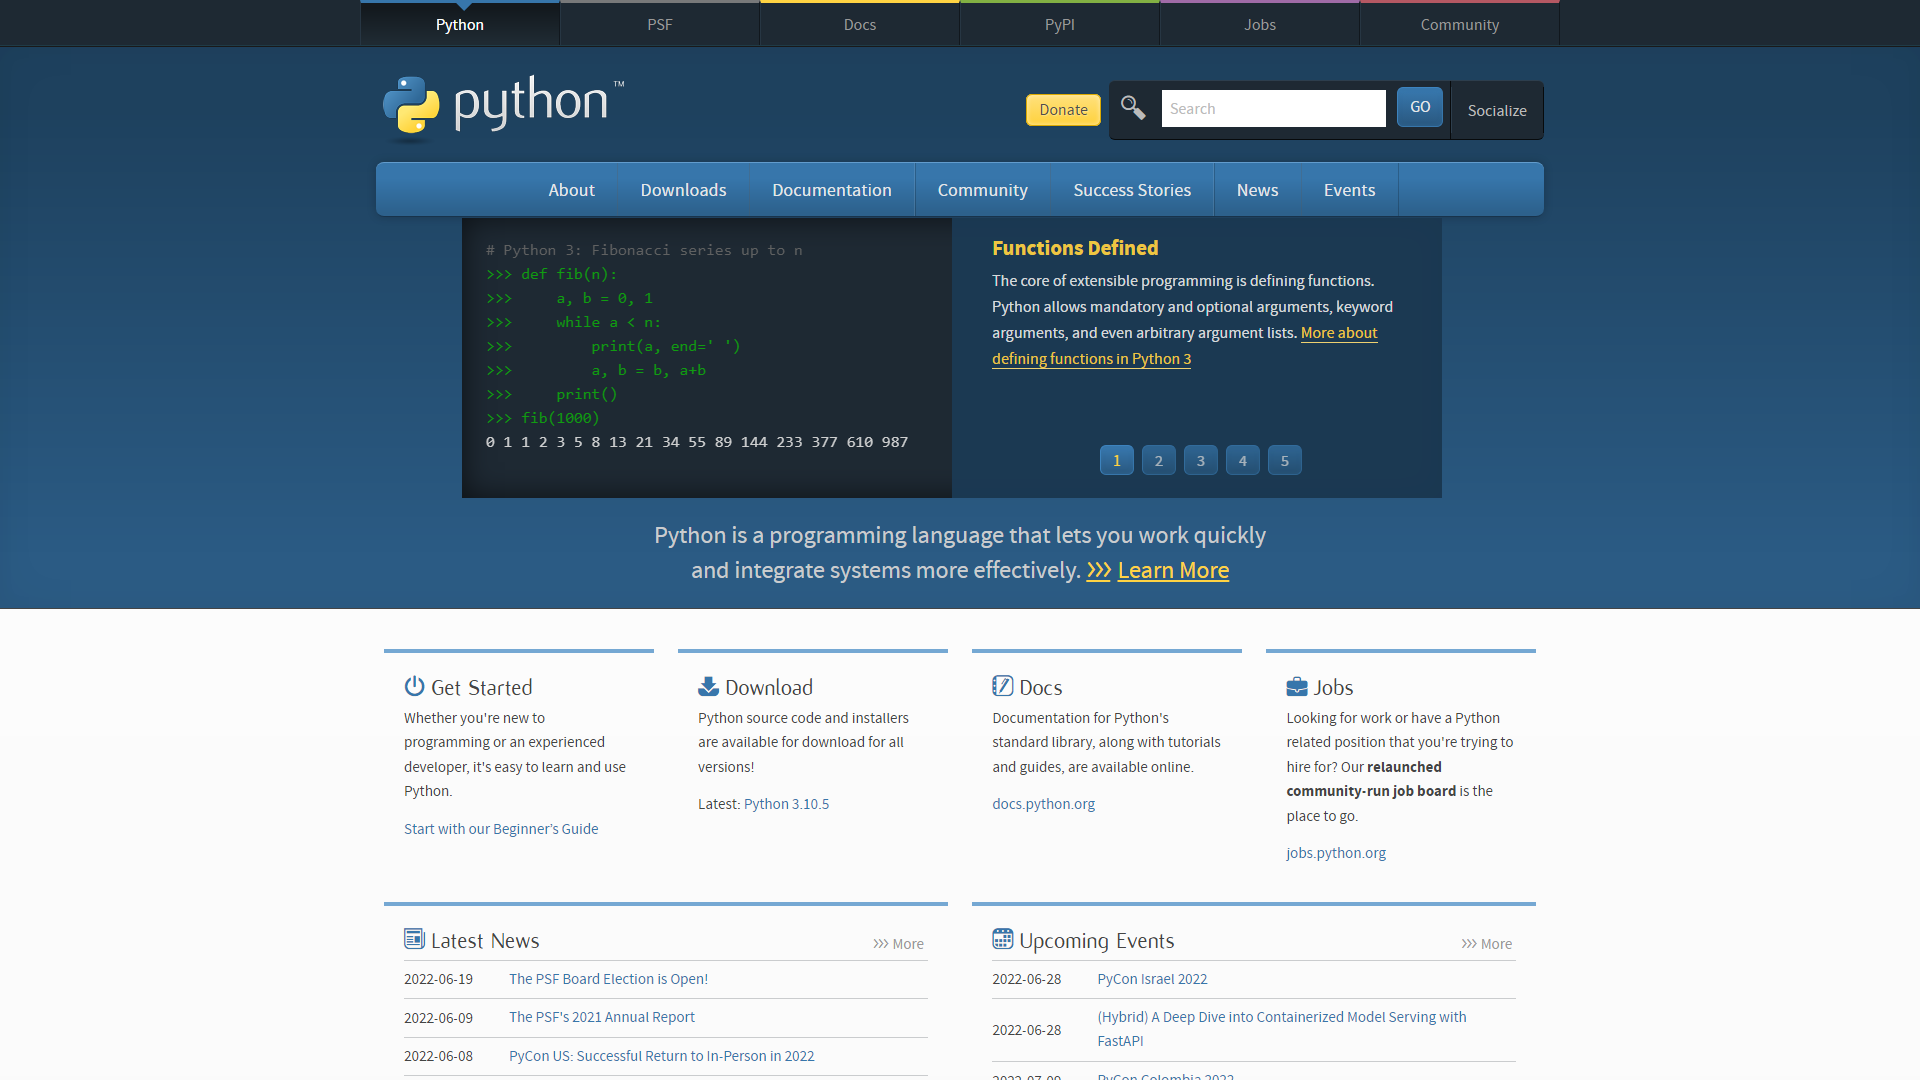 Python
PSF
Docs
PyPI
Jobs
Community
python™
Donate
Search
GO
Socialize
About
Downloads
Documentation
Community
Success Stories
News
Events
# Python 3: Fibonacci series up to n
>>> def fib(n):
>>>     a, b = 0, 1
>>>     while a < n:
>>>         print(a, end=' ')
>>>         a, b = b, a+b
>>>     print()
>>> fib(1000)
0 1 1 2 3 5 8 13 21 34 55 89 144 233 377 610 987
Functions Defined
The core of extensible programming is defining functions.
Python allows mandatory and optional arguments, keyword
arguments, and even arbitrary argument lists. More about
defining functions in Python 3
1
2
3
4
5
Python is a programming language that lets you work quickly
and integrate systems more effectively. >>> Learn More
Get Started
Whether you're new to
programming or an experienced
developer, it's easy to learn and use
Python.
Start with our Beginner’s Guide
Download
Python source code and installers
are available for download for all
versions!
Latest: Python 3.10.5
Docs
Documentation for Python's
standard library, along with tutorials
and guides, are available online.
docs.python.org
Jobs
Looking for work or have a Python
related position that you're trying to
hire for? Our relaunched
community-run job board is the
place to go.
jobs.python.org
Latest News
>>> More
2022-06-19 The PSF Board Election is Open!
2022-06-09 The PSF's 2021 Annual Report
2022-06-08 PyCon US: Successful Return to In-Person in 2022
Upcoming Events
>>> More
2022-06-28 PyCon Israel 2022
2022-06-28 (Hybrid) A Deep Dive into Containerized Model Serving with
FastAPI
2022-07-09 PyCon Colombia 2022